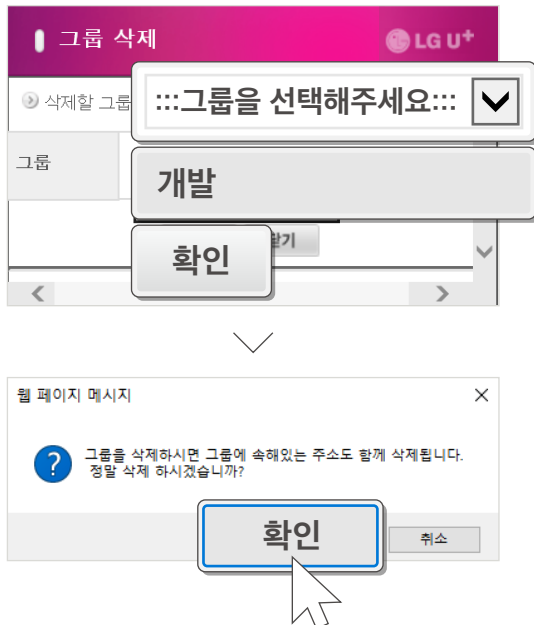 그룹 삭제
LG U+
삭제할 그룹
:::그룹을 선택해주세요:::
그룹
개발
확인
닫기
웹 페이지 메시지
그룹을 삭제하시면 그룹에 속해있는 주소도 함께 삭제됩니다.
정말 삭제 하시겠습니까?
확인
취소